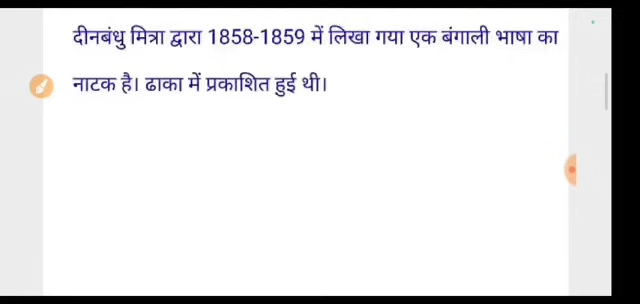 दीनबंधु मित्रा द्वारा 1858-1859 में लिखा गया एक बंगाली भाषा का
नाटक है। ढाका में प्रकाशित हुई थी।